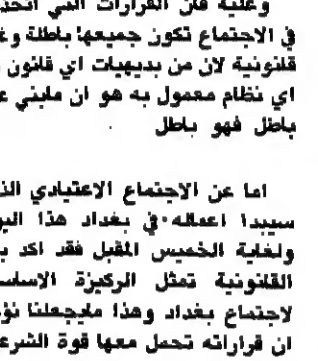 وعليه فان القرارات التي اتخذ
في الاجتماع تكون جميعها باطلة وغ
قانونية لان من بديهيات اي قانون
اي نظام معمول به هو ان مابني ع
باطل فهو باطل
اما عن الاجتماع الاعتيادي الذ
سيبدا اعماله في بغداد هذا اليو
ولغاية الخميس المقبل فقد اكد ب
القانونية تمثل الركيزة الاساس
لاجتماع بغداد وهذا مايجعلنا نؤ
ان قراراته تحمل معها قوة الشرع